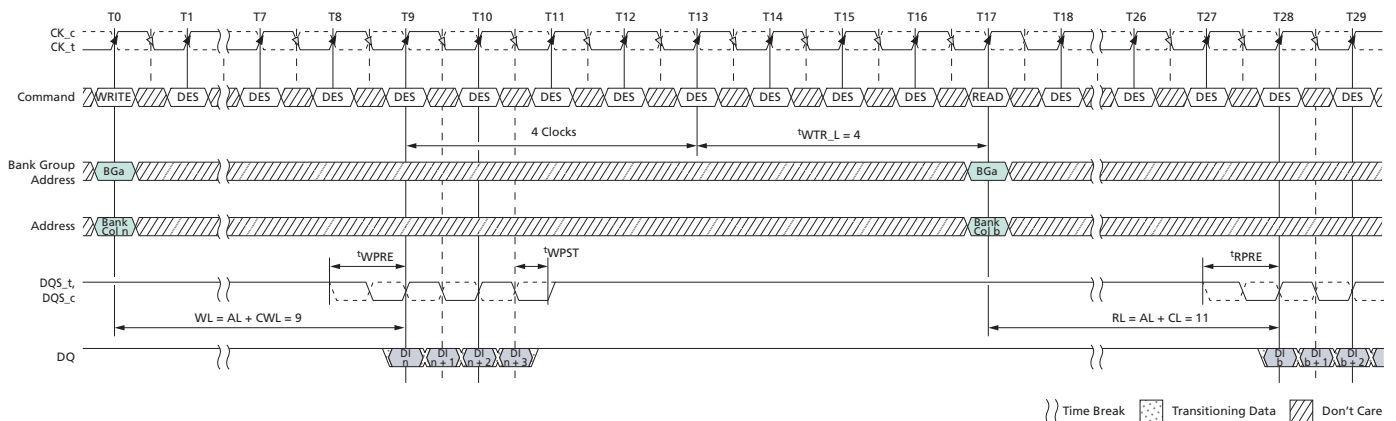 T0 T1 T7 T8 T9 T10 T11 T12 T13 T14 T15 T16 T17 T18 T26 T27 T28 T29
CK_c
CK_t
Command WRITE DES DES DES DES DES DES DES DES DES DES DES READ DES DES DES DES DES
4 Clocks tWTR_L = 4
Bank Group
Address BGa BGa
Address Bank
Col n Bank
Col b
tWPRE tWPST tRPRE
DQS_t,
DQS_c
WL = AL + CWL = 9 RL = AL + CL = 11
DQ DI
n DI
n + 1 DI
n + 2 DI
n + 3 DI
b DI
b + 1 DI
b + 2
Time Break Transitioning Data Don't Care